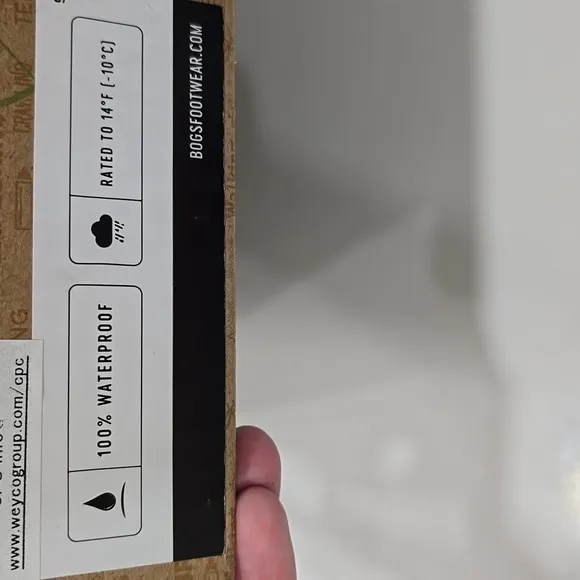 100% WATERPROOF
RATED TO 14°F (-10°C)
BOGSFOOTWEAR.COM
www.weycogroup.com/cpc